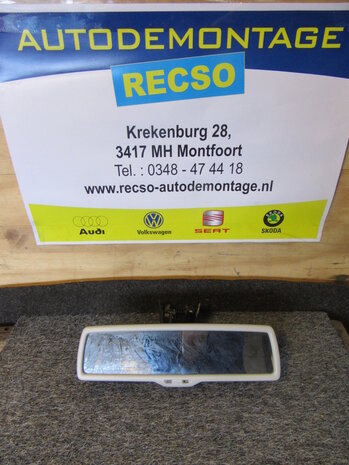 AUTODEMONTAGE
RECSO
Krekenburg 28,
3417 MH Montfoort
Tel. : 0348 - 47 44 18
www.recso-autodemontage.nl
Audi
Volkswagen
SEAT
SKODA